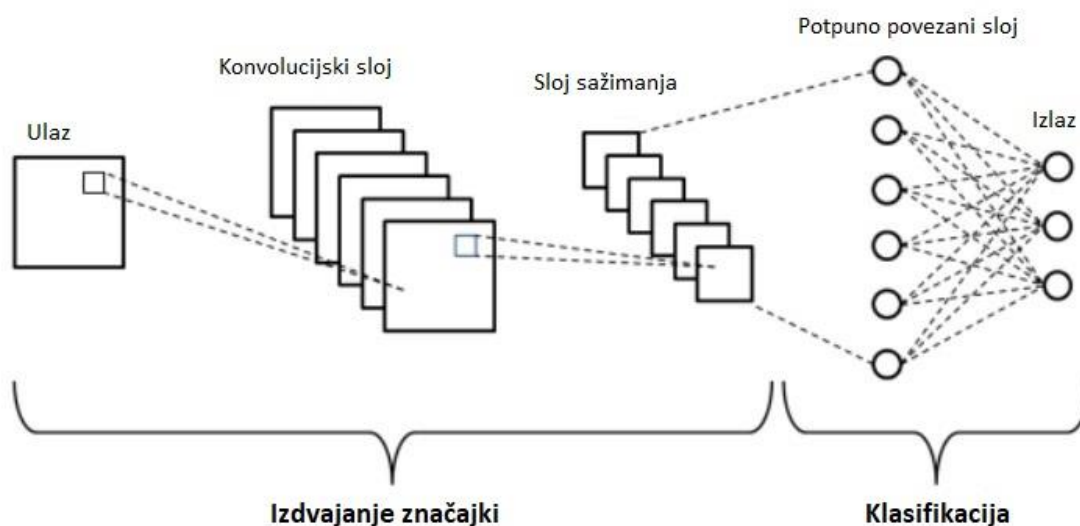 Ulaz
Konvolucijski sloj
Sloj sažimanja
Potpuno povezani sloj
Izlaz
Izdvajanje značajki
Klasifikacija